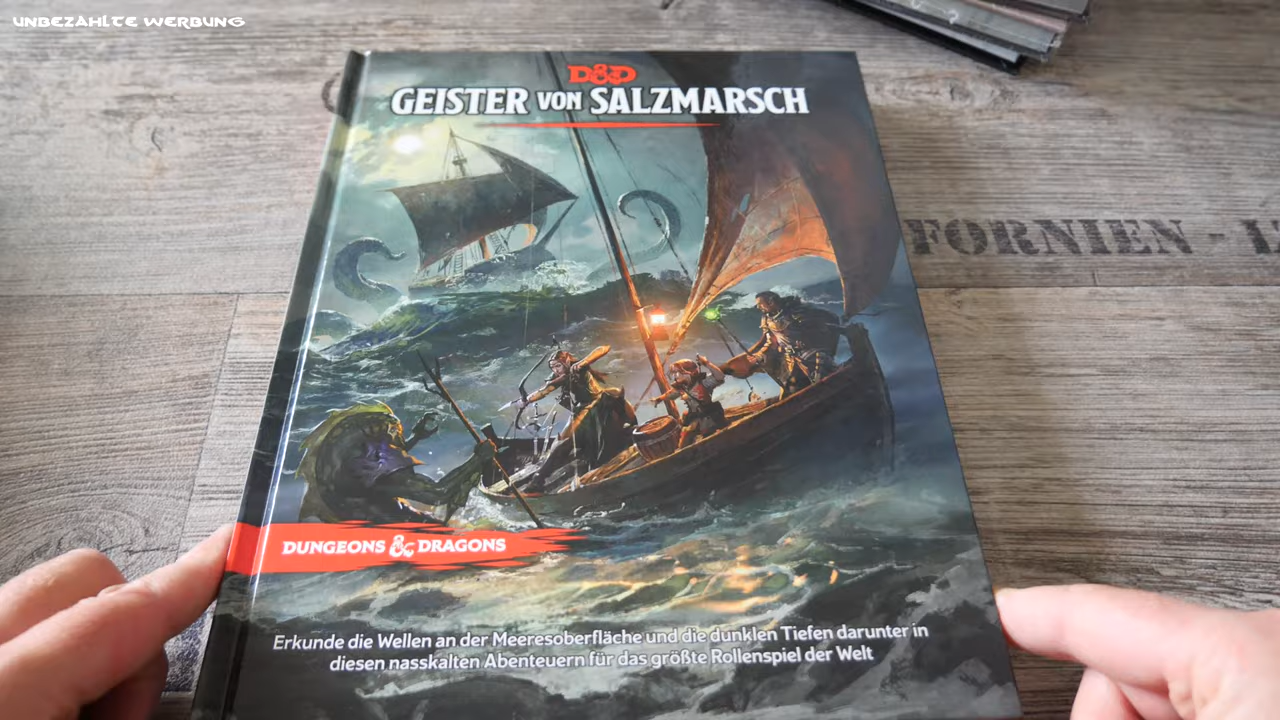 UNBEZAHLTE WERBUNG
D&D
GEISTER VON SALZMARSCH
FORNIEN -
DUNGEONS & DRAGONS
Erkunde die Wellen an der Meeresoberfläche und die dunklen Tiefen darunter in
diesen nasskalten Abenteuern für das größte Rollenspiel der Welt